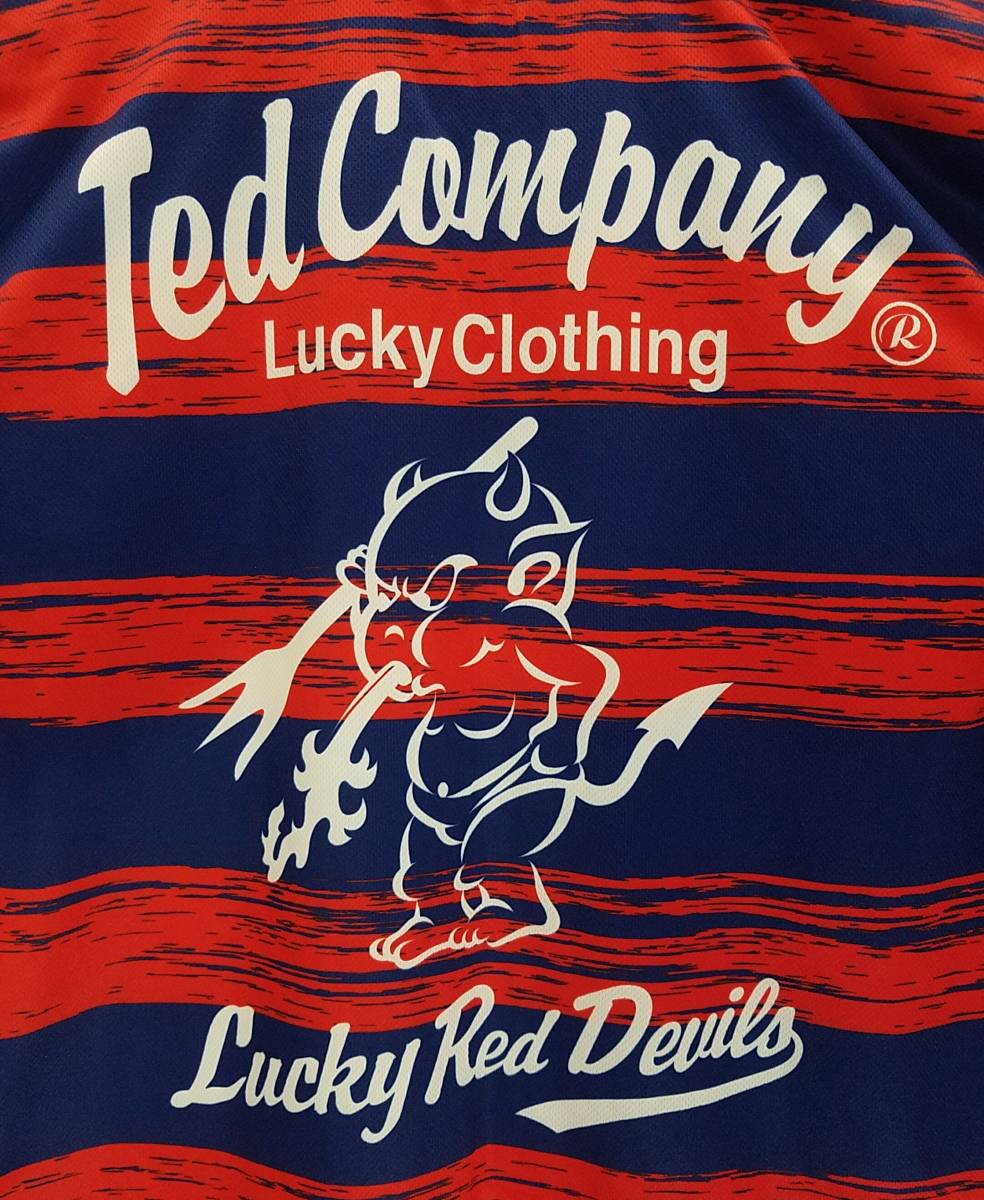 Ted Company ®
Lucky Clothing
Lucky Red Devils